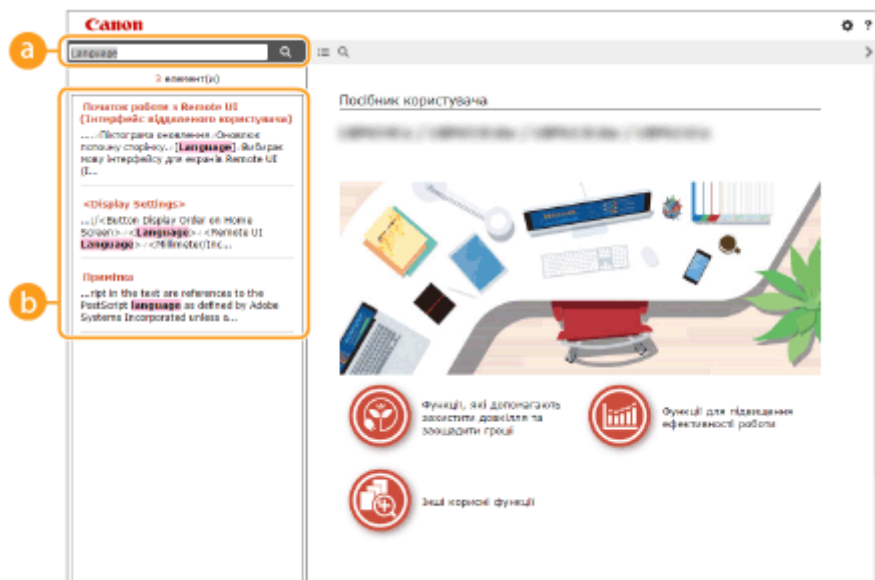 Canon
?
a
Language
3 елемент(и)
Посібник користувача
b
Початок роботи з Remote UI
(Інтерфейс віддаленого користувача)
.... /Піктограма оновлення /Оновлює
поточну сторінку. / [Language] /Вибирає
мову інтерфейсу для екранів Remote UI
(І...
<Display Settings>
...:/<Button Display Order on Home
Screen> / <Language> / <Remote UI
Language> / <Millimeter/Inc...
Примітка
...ript in the text are references to the
PostScript language as defined by Adobe
Systems Incorporated unless s...
Функції, які допомагають
захистити довкілля та
заощадити гроші
Функції для підвищення
ефективності роботи
Інші корисні функції